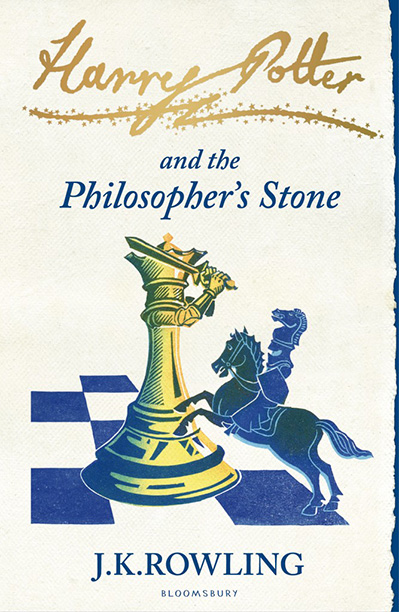 Harry Potter
and the
Philosopher's Stone
J.K.ROWLING
BLOOMSBURY